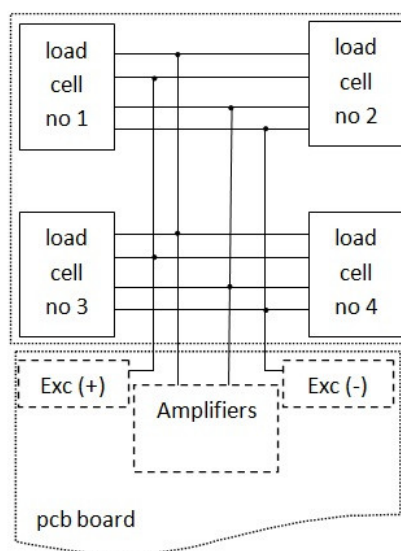 load
cell
no 1
load
cell
no 2
load
cell
no 3
load
cell
no 4
Exc (+)
Amplifiers
Exc (-)
pcb board